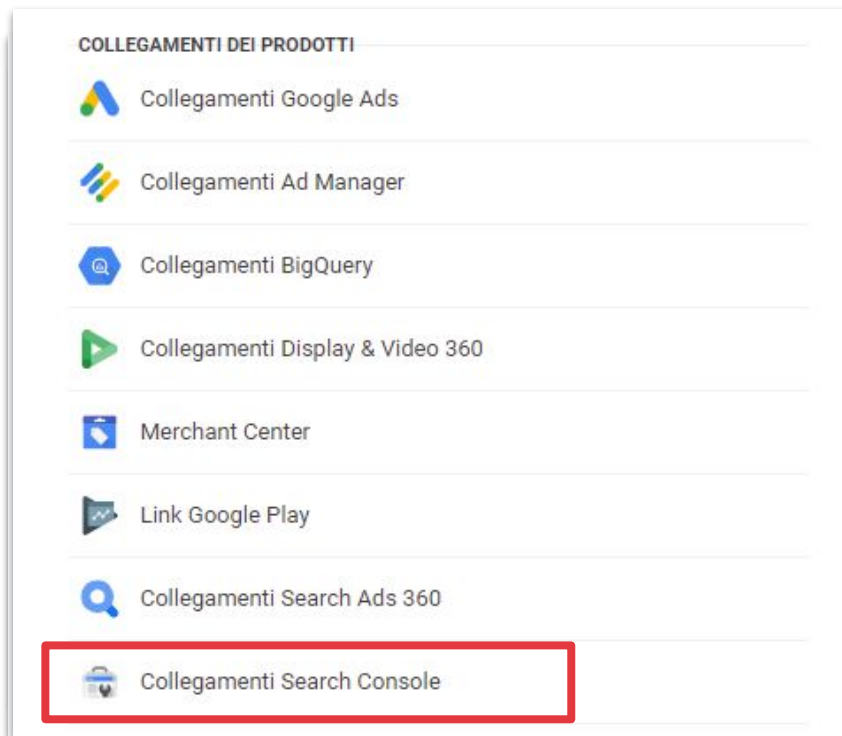 COLLEGAMENTI DEI PRODOTTI
Collegamenti Google Ads
Collegamenti Ad Manager
Collegamenti BigQuery
Collegamenti Display & Video 360
Merchant Center
Link Google Play
Collegamenti Search Ads 360
Collegamenti Search Console